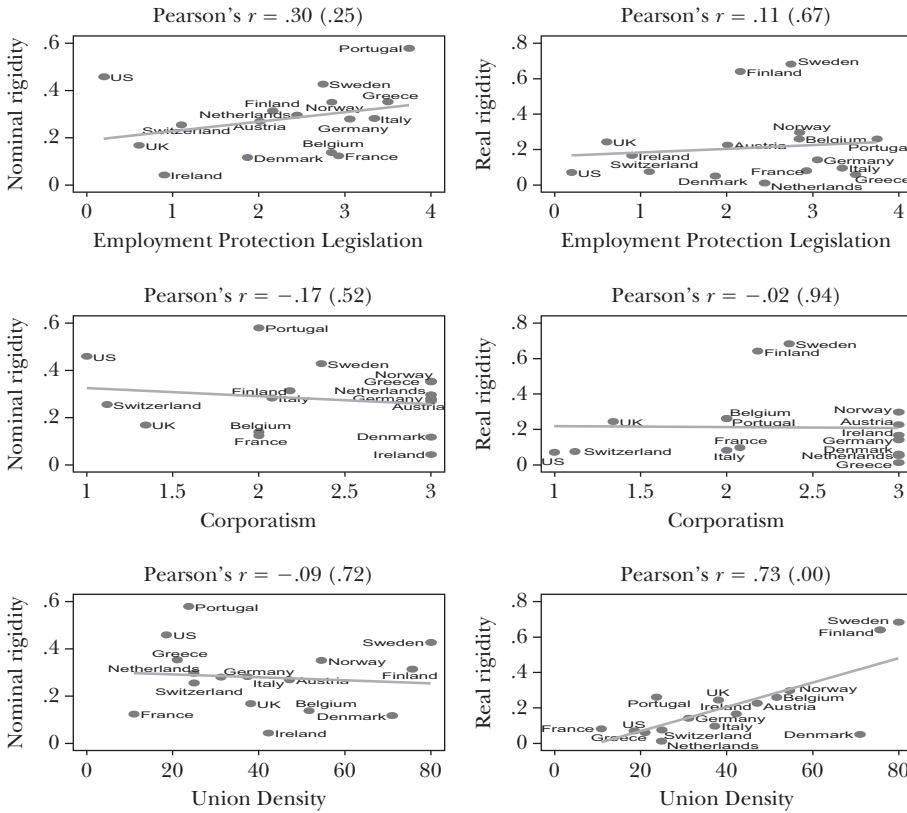 Pearson's r = .30 (.25)
Nominal rigidity
.6
.4
.2
0
Portugal
US
Sweden
Greece
Finland
Norway
Netherlands
Switzerland
Austria
Italy
Germany
UK
Belgium
Denmark
France
Ireland
0 1 2 3 4
Employment Protection Legislation
Pearson's r = .11 (.67)
Real rigidity
.8
.6
.4
.2
0
Sweden
Finland
Norway
UK
Belgium
Austria
Portugal
Ireland
Switzerland
Germany
US
France
Italy
Denmark
Greece
Netherlands
0 1 2 3 4
Employment Protection Legislation
Pearson's r = −.17 (.52)
Nominal rigidity
.6
.4
.2
0
Portugal
US
Sweden
Norway
Greece
Finland
Netherlands
Italy
Germany
Switzerland
Austria
UK
Belgium
France
Denmark
Ireland
1 1.5 2 2.5 3
Corporatism
Pearson's r = −.02 (.94)
Real rigidity
.8
.6
.4
.2
0
Sweden
Finland
Norway
Belgium
UK
Portugal
Austria
Ireland
Germany
France
Denmark
Switzerland
US
Italy
Netherlands
Greece
1 1.5 2 2.5 3
Corporatism
Pearson's r = −.09 (.72)
Nominal rigidity
.6
.4
.2
0
Portugal
US
Sweden
Greece
Norway
Netherlands
Germany
Finland
Italy
Austria
Switzerland
UK
Belgium
France
Denmark
Ireland
0 20 40 60 80
Union Density
Pearson's r = .73 (.00)
Real rigidity
.8
.6
.4
.2
0
Sweden
Finland
Norway
UK
Portugal
Belgium
Ireland
Austria
US
Germany
France
Italy
Greece
Switzerland
Denmark
Netherlands
0 20 40 60 80
Union Density